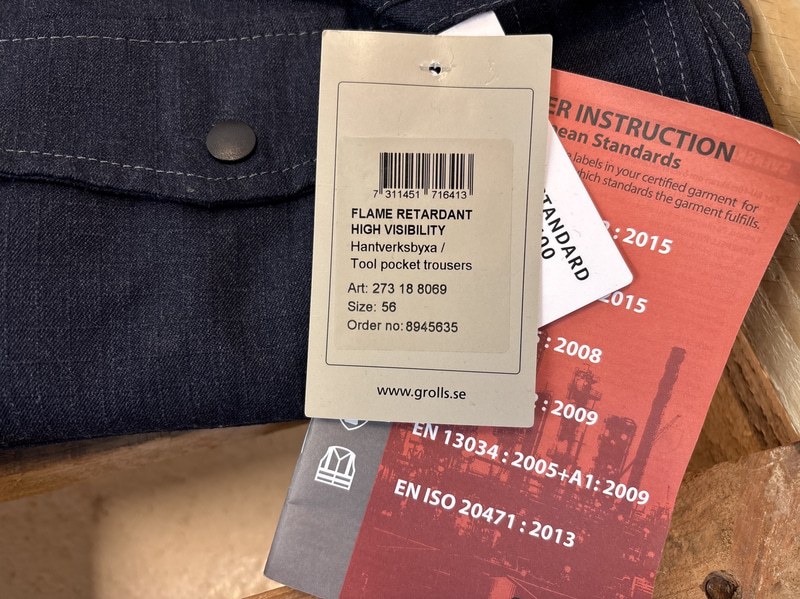 7 311451 716413
FLAME RETARDANT
HIGH VISIBILITY
Hantverksbyxa /
Tool pocket trousers
Art: 273 18 8069
Size: 56
Order no: 8945635
www.grolls.se
STANDARD
INSTRUCTION
Standards
labels in your certified garment for
which standards the garment fulfills.
: 2015
2015
: 2008
: 2009
EN 13034 : 2005+A1: 2009
EN ISO 20471 : 2013